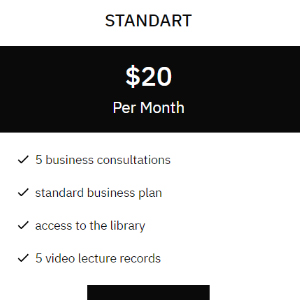 STANDART
$20
Per Month
5 business consultations
standard business plan
access to the library
5 video lecture records